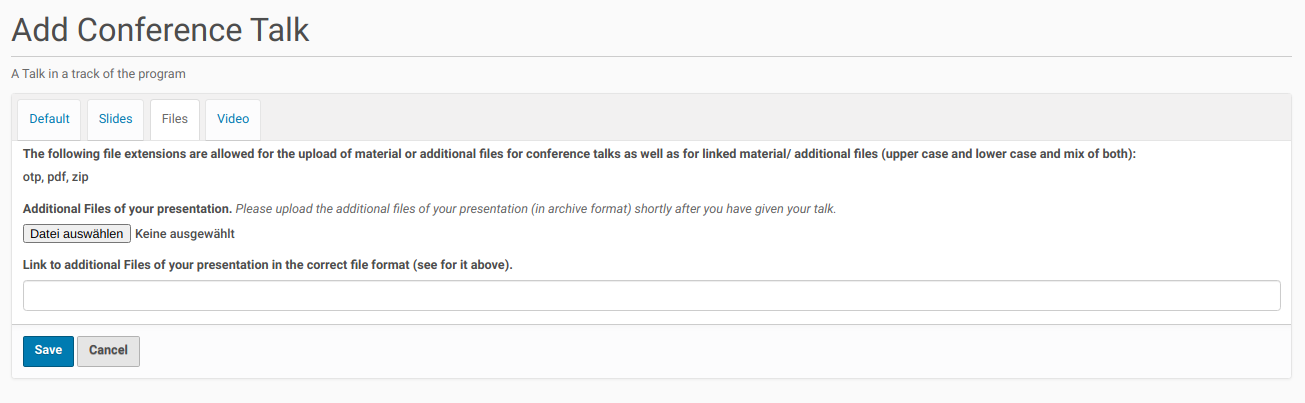 Add Conference Talk
A Talk in a track of the program
Default Slides Files Video
The following file extensions are allowed for the upload of material or additional files for conference talks as well as for linked material/ additional files (upper case and lower case and mix of both):
otp, pdf, zip
Additional Files of your presentation. Please upload the additional files of your presentation (in archive format) shortly after you have given your talk.
Datei auswählen Keine ausgewählt
Link to additional Files of your presentation in the correct file format (see for it above).
Save Cancel